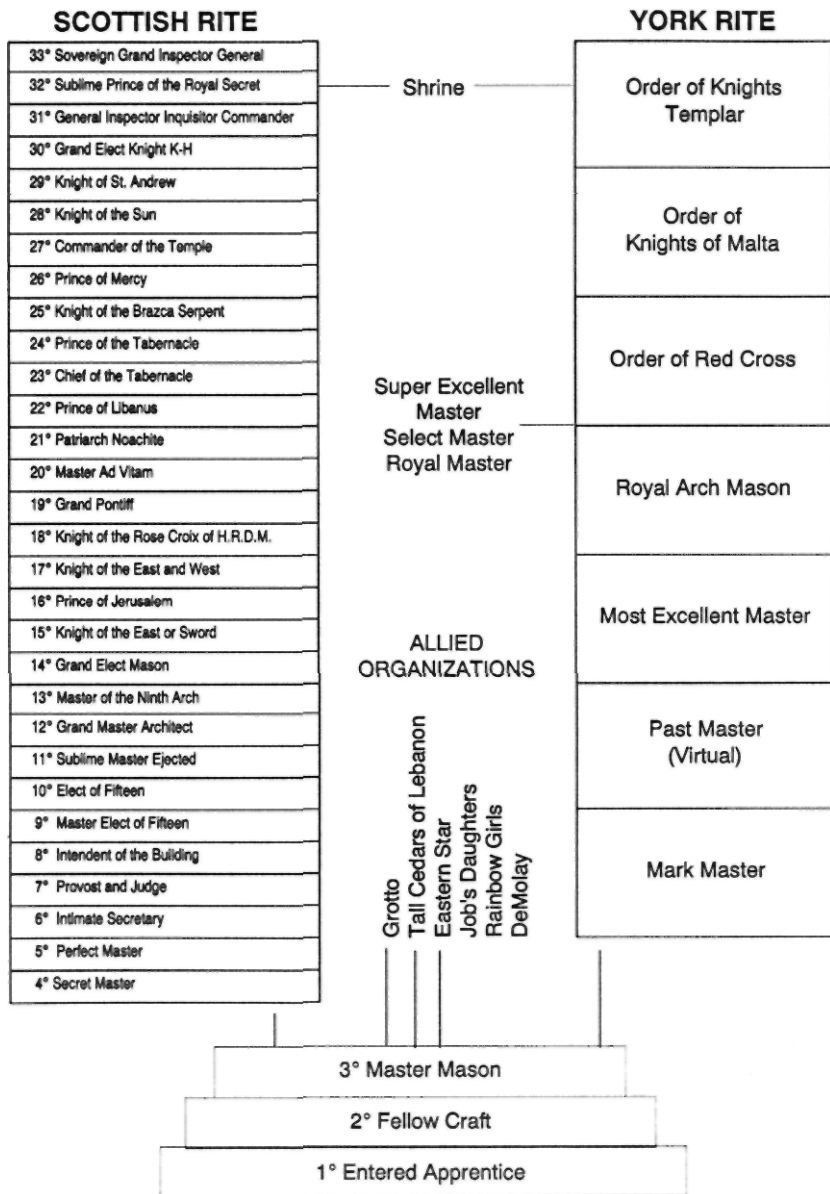 SCOTTISH RITE
33° Sovereign Grand Inspector General
32° Sublime Prince of the Royal Secret
31° General Inspector Inquisitor Commander
30° Grand Elect Knight K-H
29° Knight of St. Andrew
28° Knight of the Sun
27° Commander of the Temple
26° Prince of Mercy
25° Knight of the Brazca Serpent
24° Prince of the Tabernacle
23° Chief of the Tabernacle
22° Prince of Libanus
21° Patriarch Noachite
20° Master Ad Vitam
19° Grand Pontiff
18° Knight of the Rose Croix of H.R.D.M.
17° Knight of the East and West
16° Prince of Jerusalem
15° Knight of the East or Sword
14° Grand Elect Mason
13° Master of the Ninth Arch
12° Grand Master Architect
11° Sublime Master Ejected
10° Elect of Fifteen
9° Master Elect of Fifteen
8° Intendent of the Building
7° Provost and Judge
6° Intimate Secretary
5° Perfect Master
4° Secret Master
Shrine
Super Excellent
Master
Select Master
Royal Master
ALLIED
ORGANIZATIONS
Grotto
Tall Cedars of Lebanon
Eastern Star
Job's Daughters
Rainbow Girls
DeMolay
YORK RITE
Order of Knights
Templar
Order of
Knights of Malta
Order of Red Cross
Royal Arch Mason
Most Excellent Master
Past Master
(Virtual)
Mark Master
3° Master Mason
2° Fellow Craft
1° Entered Apprentice